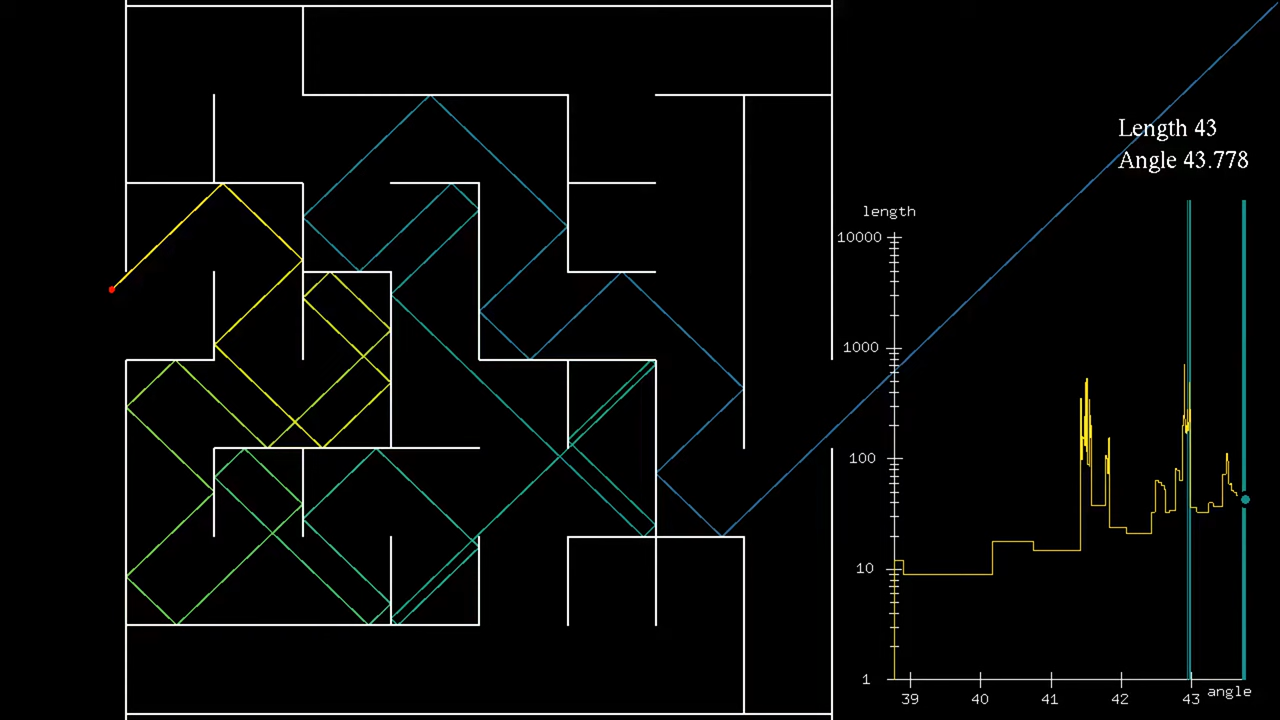 Length 43
Angle 43.778
length
10000
1000
100
10
1
39 40 41 42 43 angle